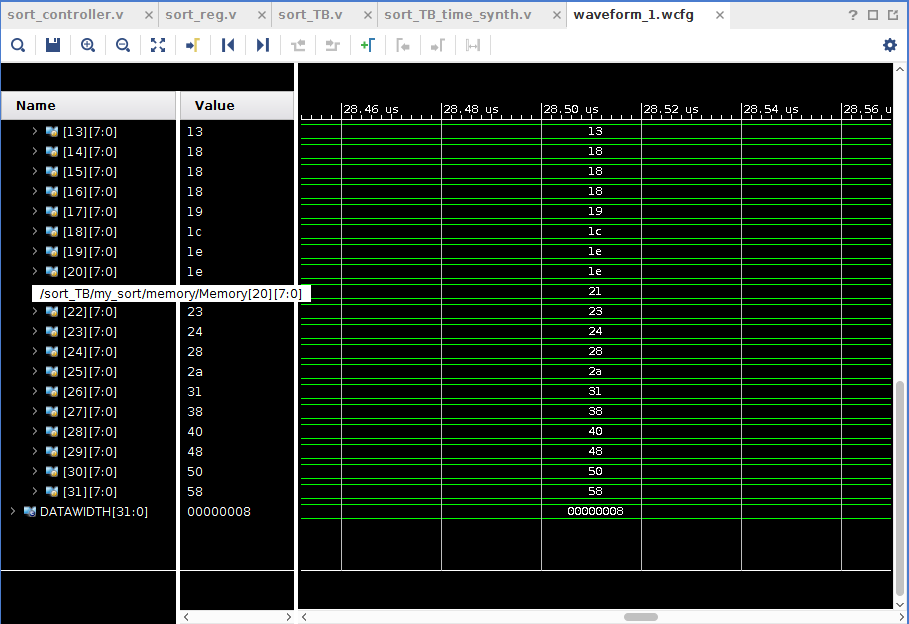 sort_controller.v × sort_reg.v × sort_TB.v × sort_TB_time_synth.v × waveform_1.wcfg × ?
Name Value 28.46 us 28.48 us 28.50 us 28.52 us 28.54 us 28.56 u
[13][7:0] 13 13
[14][7:0] 18 18
[15][7:0] 18 18
[16][7:0] 18 18
[17][7:0] 19 19
[18][7:0] 1c 1c
[19][7:0] 1e 1e
[20][7:0] 1e 1e
/sort_TB/my_sort/memory/Memory[20][7:0] 21
[22][7:0] 23 23
[23][7:0] 24 24
[24][7:0] 28 28
[25][7:0] 2a 2a
[26][7:0] 31 31
[27][7:0] 38 38
[28][7:0] 40 40
[29][7:0] 48 48
[30][7:0] 50 50
[31][7:0] 58 58
DATAWIDTH[31:0] 00000008 00000008